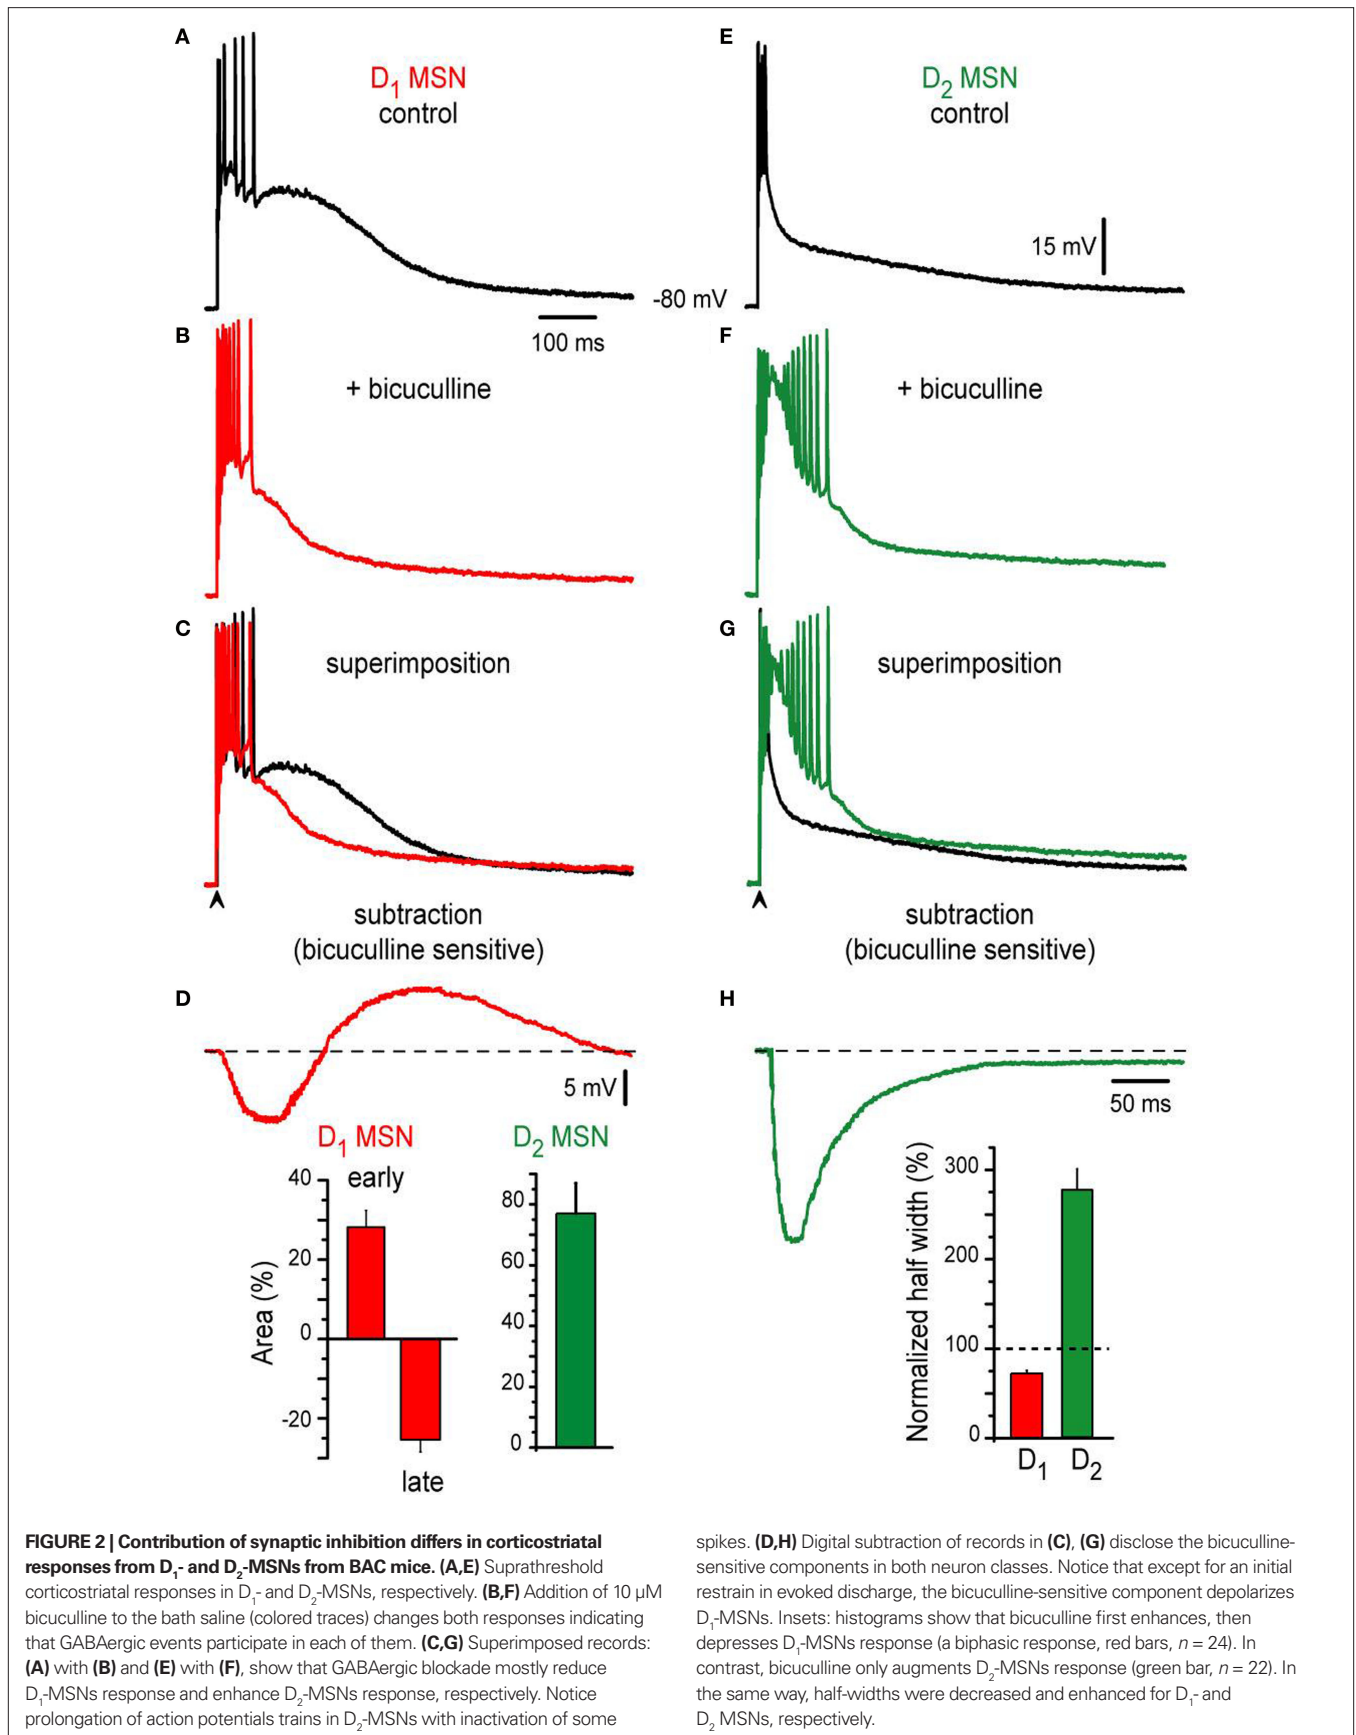 A
D1 MSN
control
E
D2 MSN
control
15 mV
-80 mV
100 ms
B
+ bicuculline
F
+ bicuculline
C
superimposition
G
superimposition
subtraction
(bicuculline sensitive)
subtraction
(bicuculline sensitive)
D
5 mV
H
50 ms
D1 MSN
early
40
20
0
-20
Area (%)
late
D2 MSN
80
60
40
20
0
Normalized half width (%)
300
200
100
0
D1 D2
FIGURE 2 | Contribution of synaptic inhibition differs in corticostriatal
responses from D1- and D2-MSNs from BAC mice. (A,E) Suprathreshold
corticostriatal responses in D1- and D2-MSNs, respectively. (B,F) Addition of 10 μM
bicuculline to the bath saline (colored traces) changes both responses indicating
that GABAergic events participate in each of them. (C,G) Superimposed records:
(A) with (B) and (E) with (F), show that GABAergic blockade mostly reduce
D1-MSNs response and enhance D2-MSNs response, respectively. Notice
prolongation of action potentials trains in D2-MSNs with inactivation of some
spikes. (D,H) Digital subtraction of records in (C), (G) disclose the bicuculline-
sensitive components in both neuron classes. Notice that except for an initial
restrain in evoked discharge, the bicuculline-sensitive component depolarizes
D1-MSNs. Insets: histograms show that bicuculline first enhances, then
depresses D1-MSNs response (a biphasic response, red bars, n = 24). In
contrast, bicuculline only augments D2-MSNs response (green bar, n = 22). In
the same way, half-widths were decreased and enhanced for D1- and
D2 MSNs, respectively.